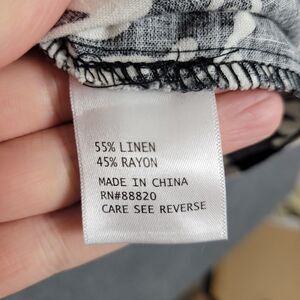 55% LINEN
45% RAYON
MADE IN CHINA
RN#88820
CARE SEE REVERSE